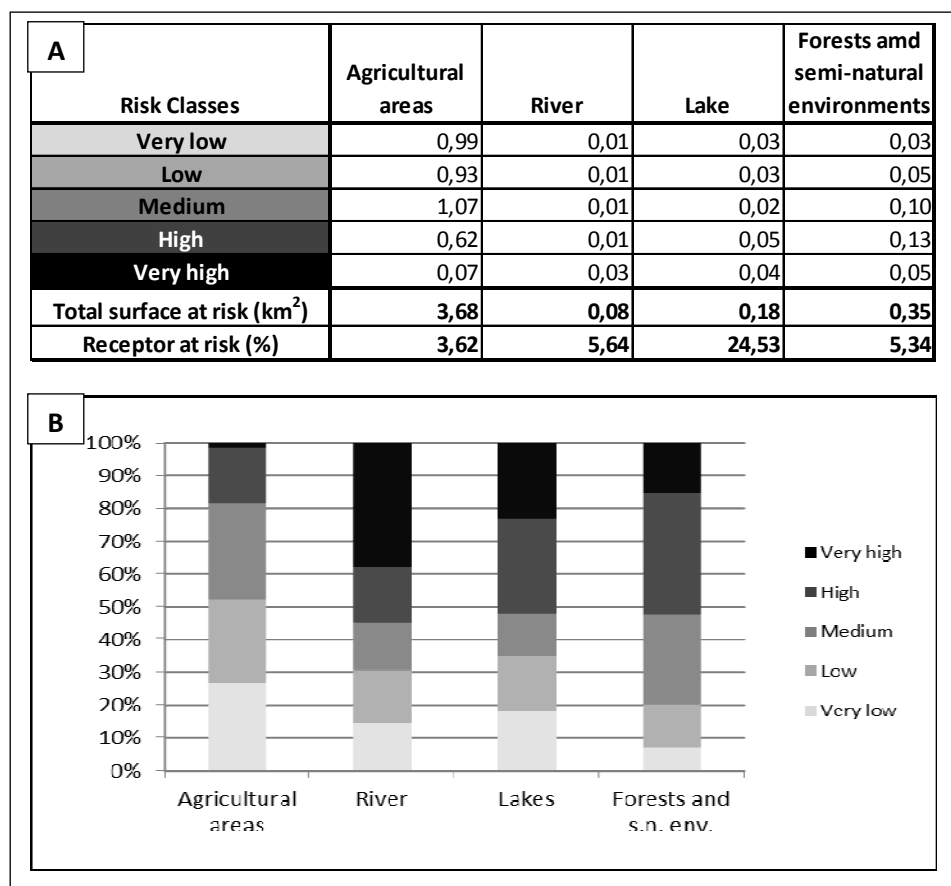 A
Risk Classes Agricultural areas River Lake Forests amd semi-natural environments
Very low 0,99 0,01 0,03 0,03
Low 0,93 0,01 0,03 0,05
Medium 1,07 0,01 0,02 0,10
High 0,62 0,01 0,05 0,13
Very high 0,07 0,03 0,04 0,05
Total surface at risk (km²) 3,68 0,08 0,18 0,35
Receptor at risk (%) 3,62 5,64 24,53 5,34
B
100%
90%
80%
70%
60%
50%
40%
30%
20%
10%
0%
Agricultural areas River Lakes Forests and s.n. env.
Very high
High
Medium
Low
Very low